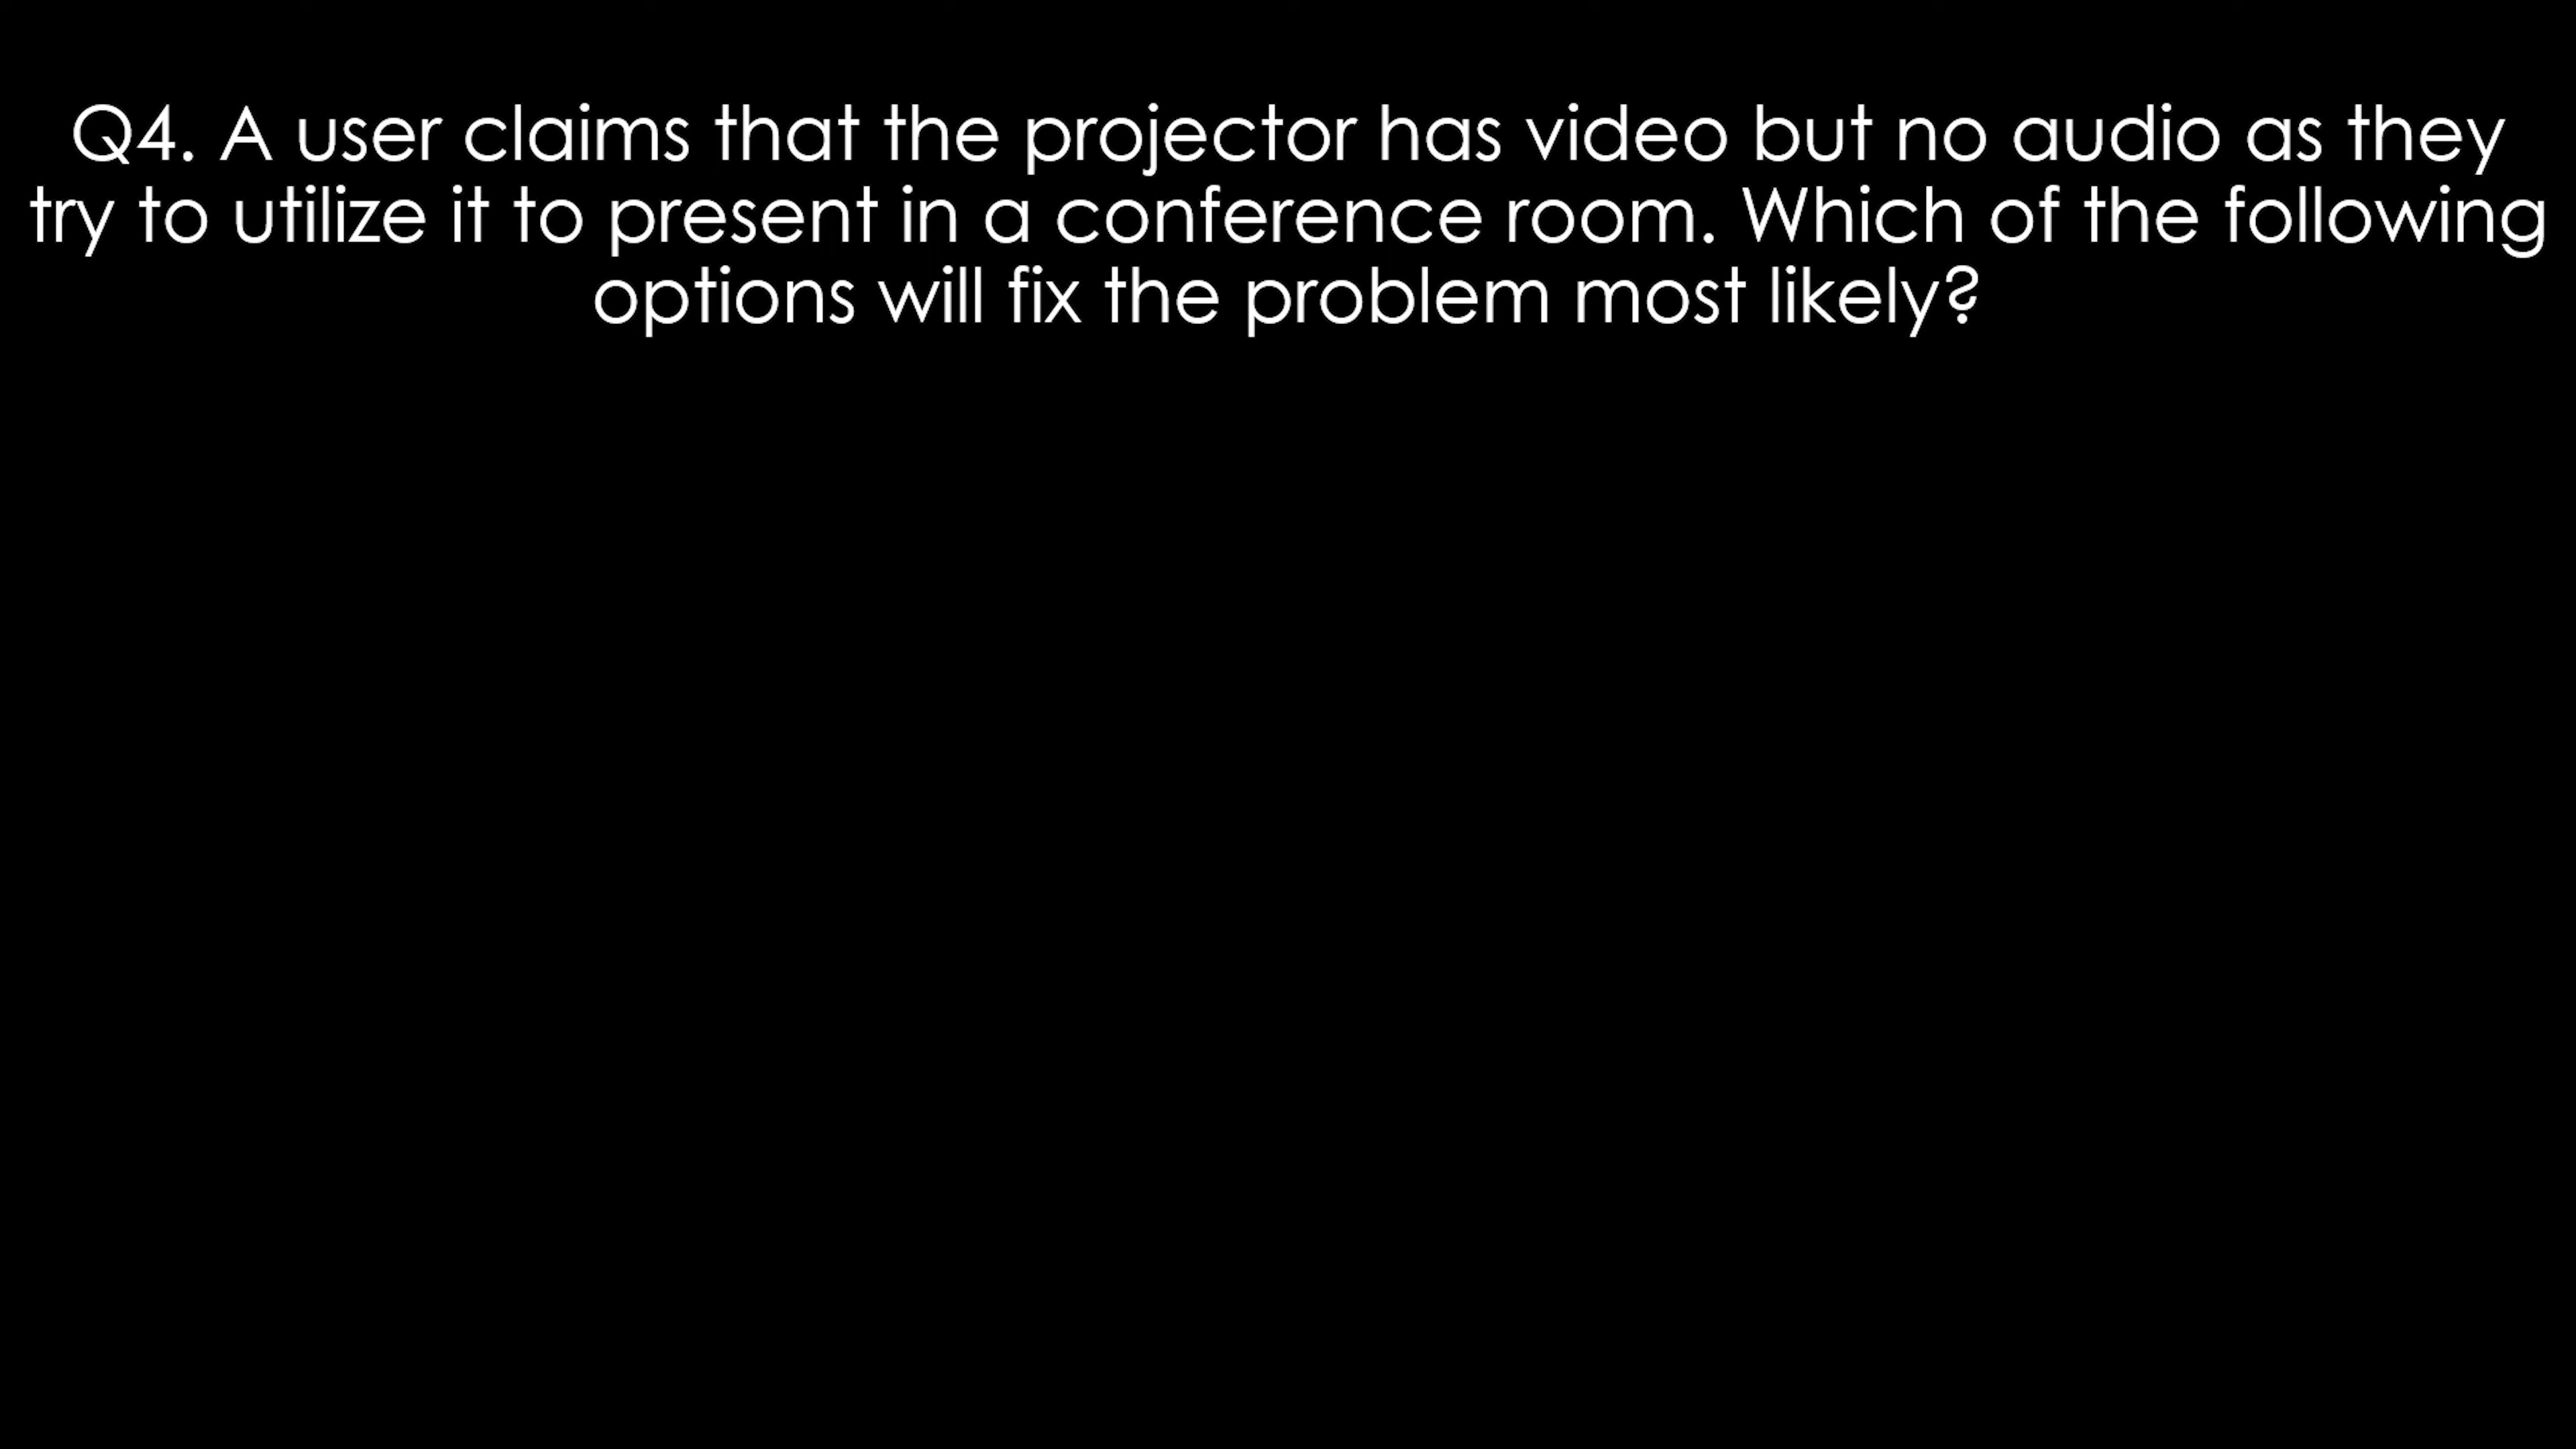 Q4. A user claims that the projector has video but no audio as they
try to utilize it to present in a conference room. Which of the following
options will fix the problem most likely?